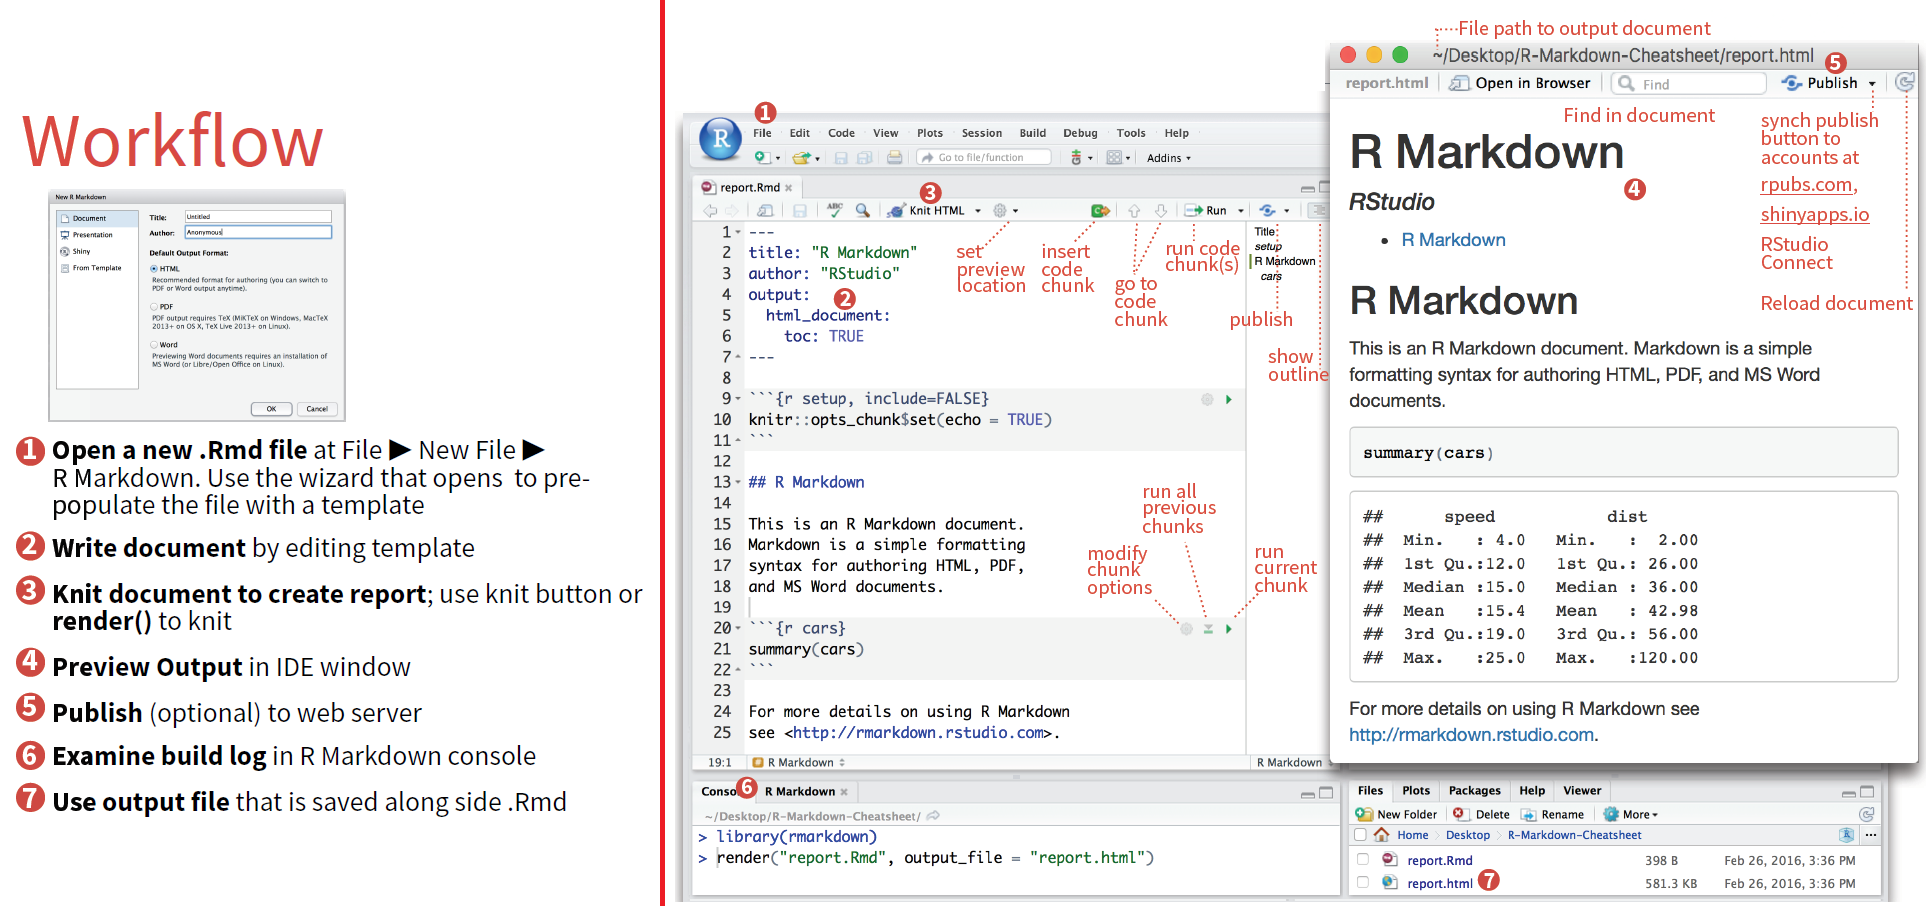 Workflow
New R Markdown
Document
Presentation
Shiny
From Template
Title: Untitled
Author: Anonymous
Default Output Format:
HTML
Recommended format for authoring (you can switch to
PDF or Word output anytime).
PDF
PDF output requires TeX (MiKTeX on Windows, MacTeX
2013+ on OS X, TeX Live 2013+ on Linux).
Word
Previewing Word documents requires an installation of
MS Word (or Libre/Open Office on Linux).
OK Cancel
1 Open a new .Rmd file at File ▶ New File ▶
R Markdown. Use the wizard that opens to pre-
populate the file with a template
2 Write document by editing template
3 Knit document to create report; use knit button or
render() to knit
4 Preview Output in IDE window
5 Publish (optional) to web server
6 Examine build log in R Markdown console
7 Use output file that is saved along side .Rmd
1
R
File Edit Code View Plots Session Build Debug Tools Help
Go to file/function
Addins
report.Rmd
3
ABC
Knit HTML
Run
set
preview
location
insert
code
chunk
go to
code
chunk
run code
chunk(s)
publish
show
outline
Title
setup
R Markdown
cars
1 ---
2 title: "R Markdown"
3 author: "RStudio"
4 output:
2
5 html_document:
6 toc: TRUE
7 ---
8
9 ```{r setup, include=FALSE}
10 knitr::opts_chunk$set(echo = TRUE)
11 ```
12
13 ## R Markdown
14
15 This is an R Markdown document.
16 Markdown is a simple formatting
17 syntax for authoring HTML, PDF,
18 and MS Word documents.
19
20 ```{r cars}
21 summary(cars)
22 ```
23
24 For more details on using R Markdown
25 see <http://rmarkdown.rstudio.com>.
modify
chunk
options
run all
previous
chunks
run
current
chunk
19:1 R Markdown R Markdown
6
R Markdown
~/Desktop/R-Markdown-Cheatsheet/
> library(rmarkdown)
> render("report.Rmd", output_file = "report.html")
File path to output document
~/Desktop/R-Markdown-Cheatsheet/report.html
5
report.html Open in Browser Find Publish
Find in document
synch publish
button to
accounts at
rpubs.com,
shinyapps.io
RStudio
Connect
Reload document
R Markdown
4
RStudio
• R Markdown
R Markdown
This is an R Markdown document. Markdown is a simple
formatting syntax for authoring HTML, PDF, and MS Word
documents.
summary(cars)
## speed dist
## Min. : 4.0 Min. : 2.00
## 1st Qu.:12.0 1st Qu.: 26.00
## Median :15.0 Median : 36.00
## Mean :15.4 Mean : 42.98
## 3rd Qu.:19.0 3rd Qu.: 56.00
## Max. :25.0 Max. :120.00
For more details on using R Markdown see
http://rmarkdown.rstudio.com.
Files Plots Packages Help Viewer
New Folder Delete Rename More
Home Desktop R-Markdown-Cheatsheet R ...
report.Rmd 398 B Feb 26, 2016, 3:36 PM
report.html 7 581.3 KB Feb 26, 2016, 3:36 PM